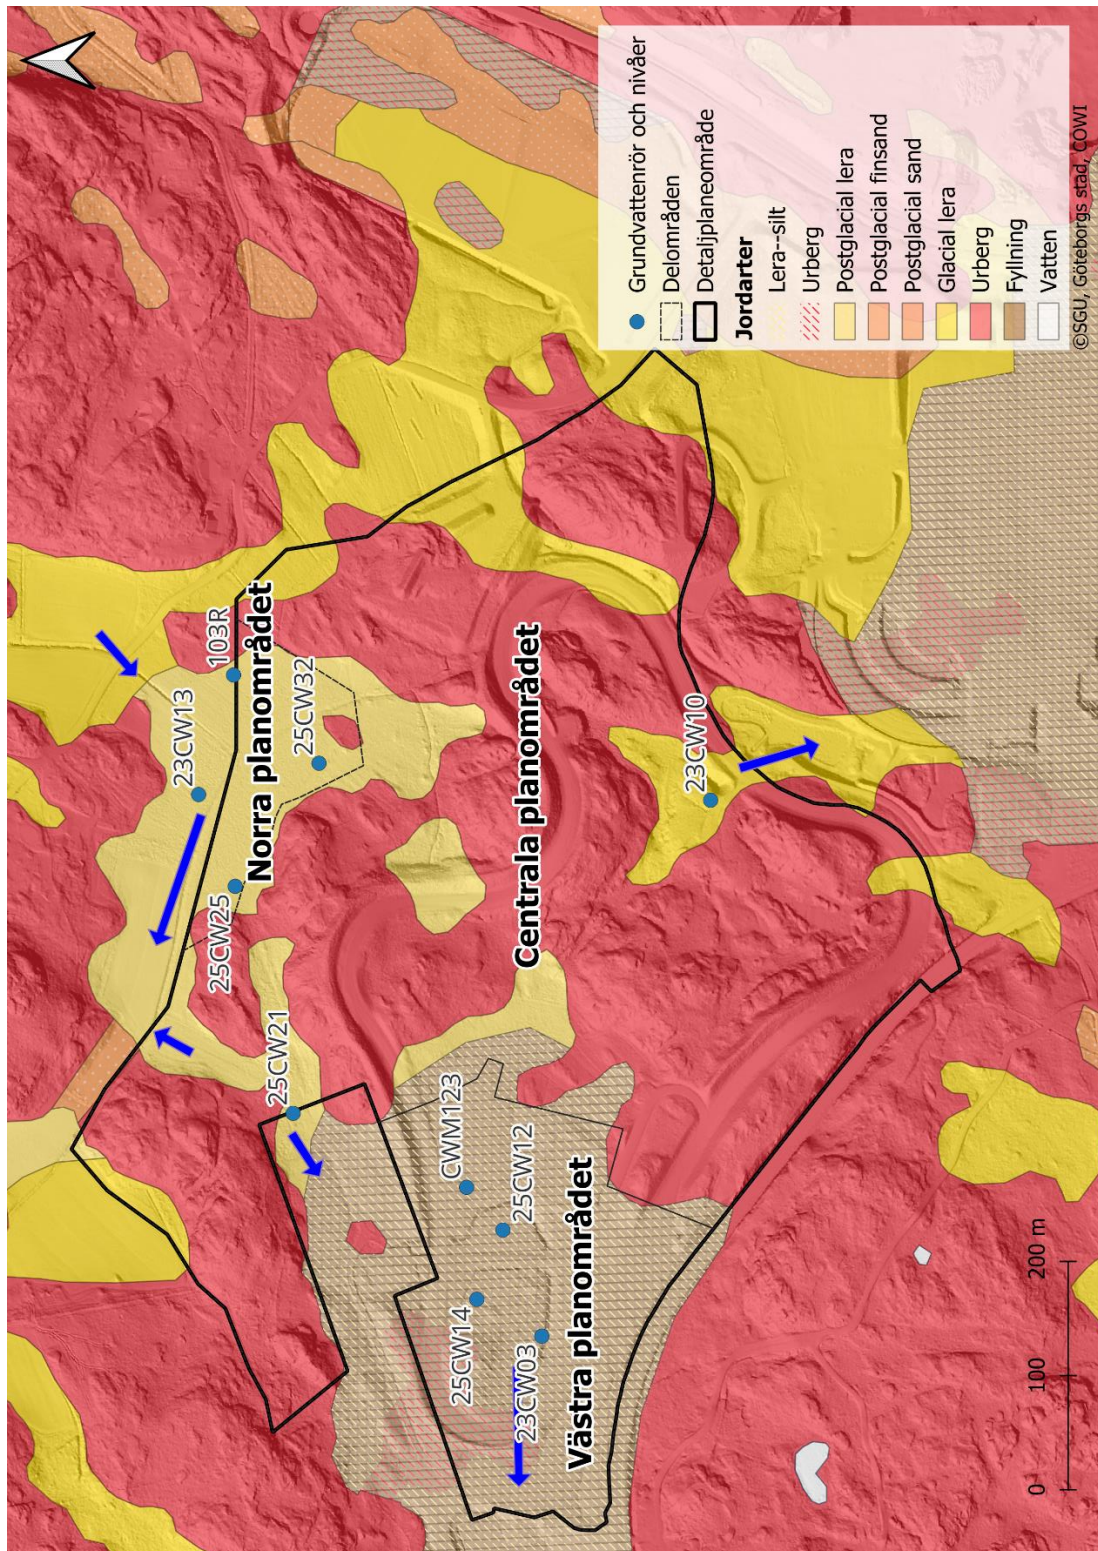 Grundvattenrör och nivåer
Delområden
Detaljplaneområde
Jordarter
Lera--silt
Urberg
Postglacial lera
Postglacial finsand
Postglacial sand
Glacial lera
Urberg
Fyllning
Vatten
©SGU, Göteborgs stad, COWI
103R
23CW13
25CW32
Norra planområdet
25CW25
25CW21
Centrala planområdet
23CW10
CWM123
25CW12
25CW14
23CW03
Västra planområdet
0 100 200 m